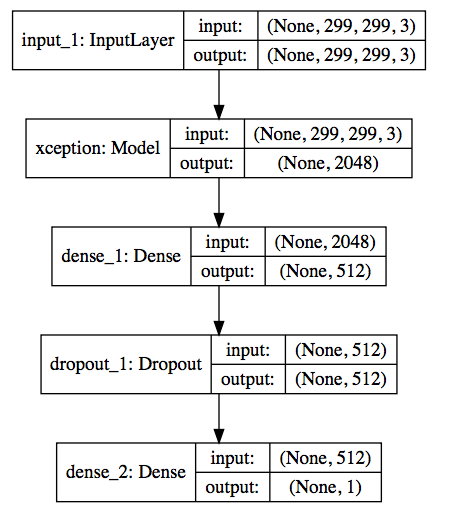 input_1: InputLayer
input: (None, 299, 299, 3)
output: (None, 299, 299, 3)
xception: Model
input: (None, 299, 299, 3)
output: (None, 2048)
dense_1: Dense
input: (None, 2048)
output: (None, 512)
dropout_1: Dropout
input: (None, 512)
output: (None, 512)
dense_2: Dense
input: (None, 512)
output: (None, 1)